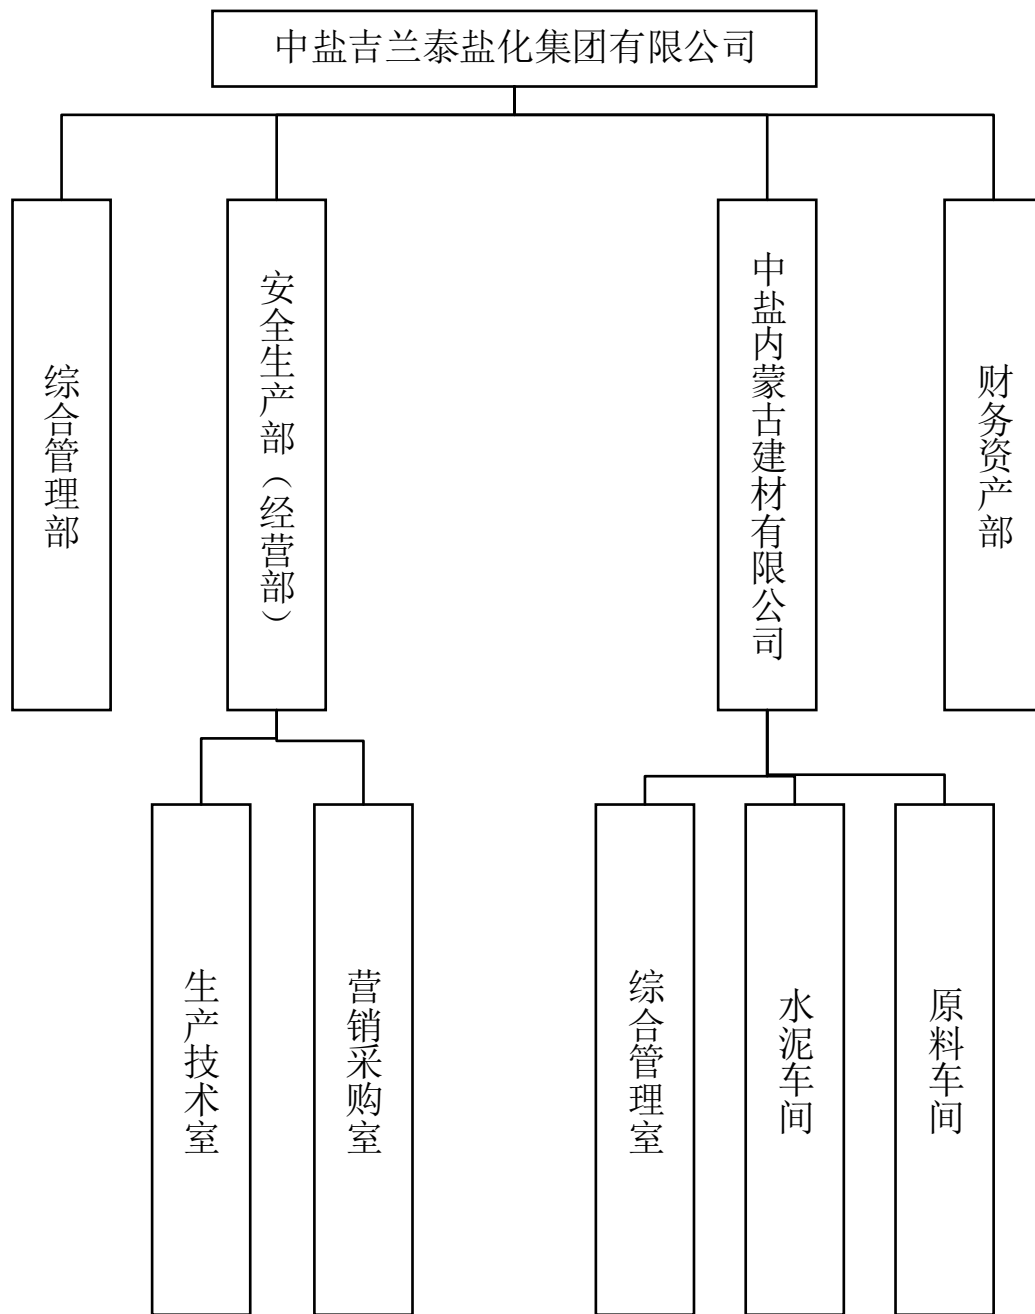 中盐吉兰泰盐化集团有限公司
综合管理部
安全生产部（经营部）
中盐内蒙古建材有限公司
财务资产部
生产技术室
营销采购室
综合管理室
水泥车间
原料车间